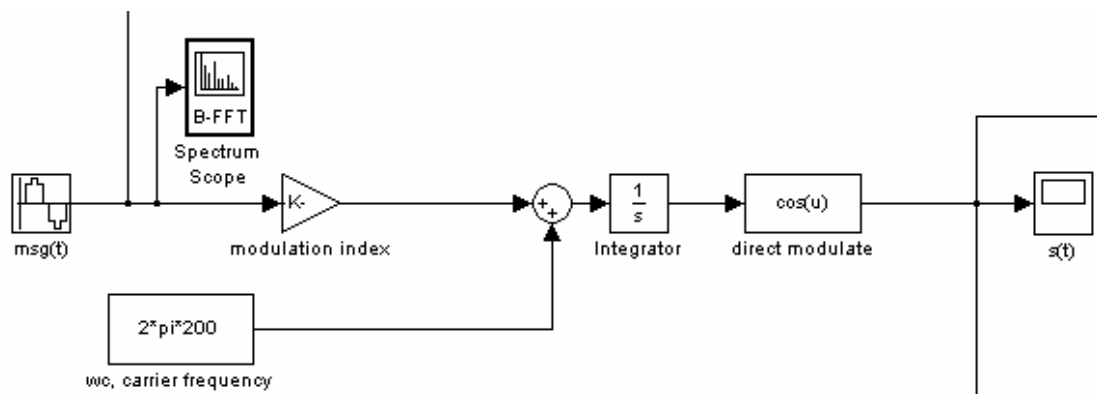 B-FFT
Spectrum
Scope
msg(t)
K-
modulation index
1
s
Integrator
cos(u)
direct modulate
s(t)
2*pi*200
wc, carrier frequency